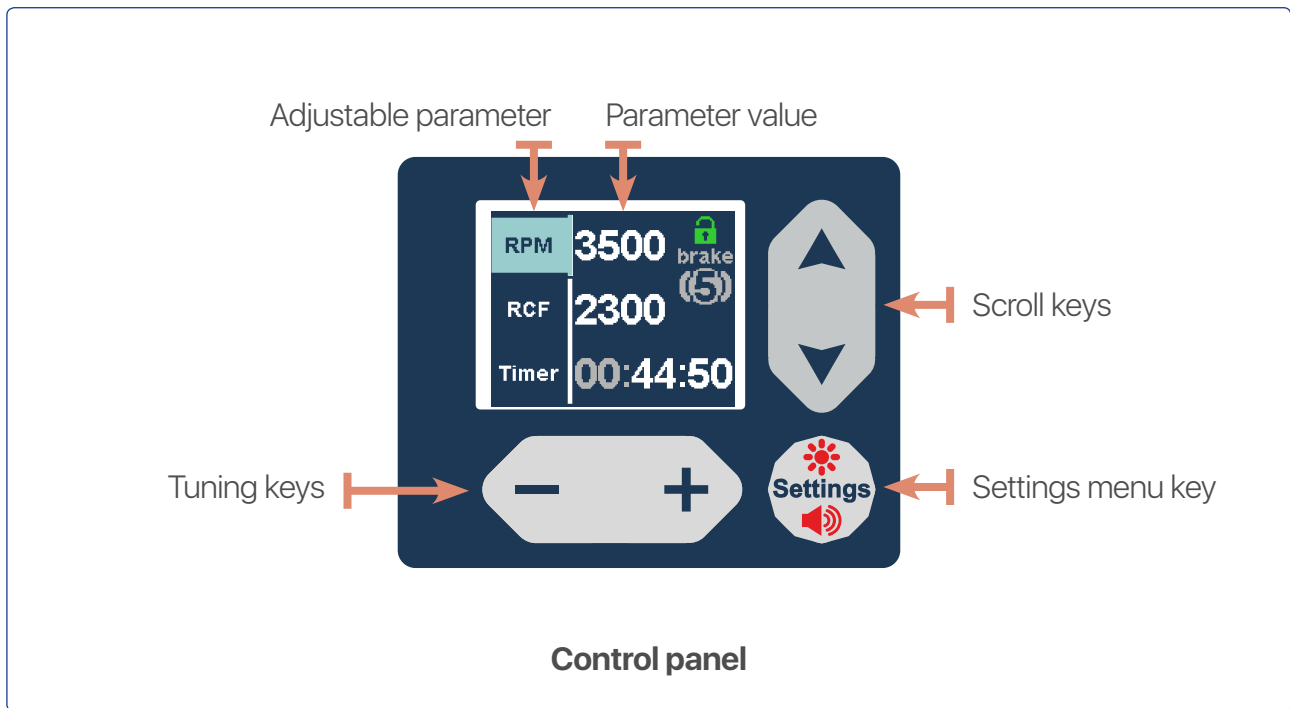 Adjustable parameter
Parameter value
RPM 3500
brake
(5)
RCF 2300
Timer 00:44:50
Scroll keys
Tuning keys
− +
Settings
Settings menu key
Control panel